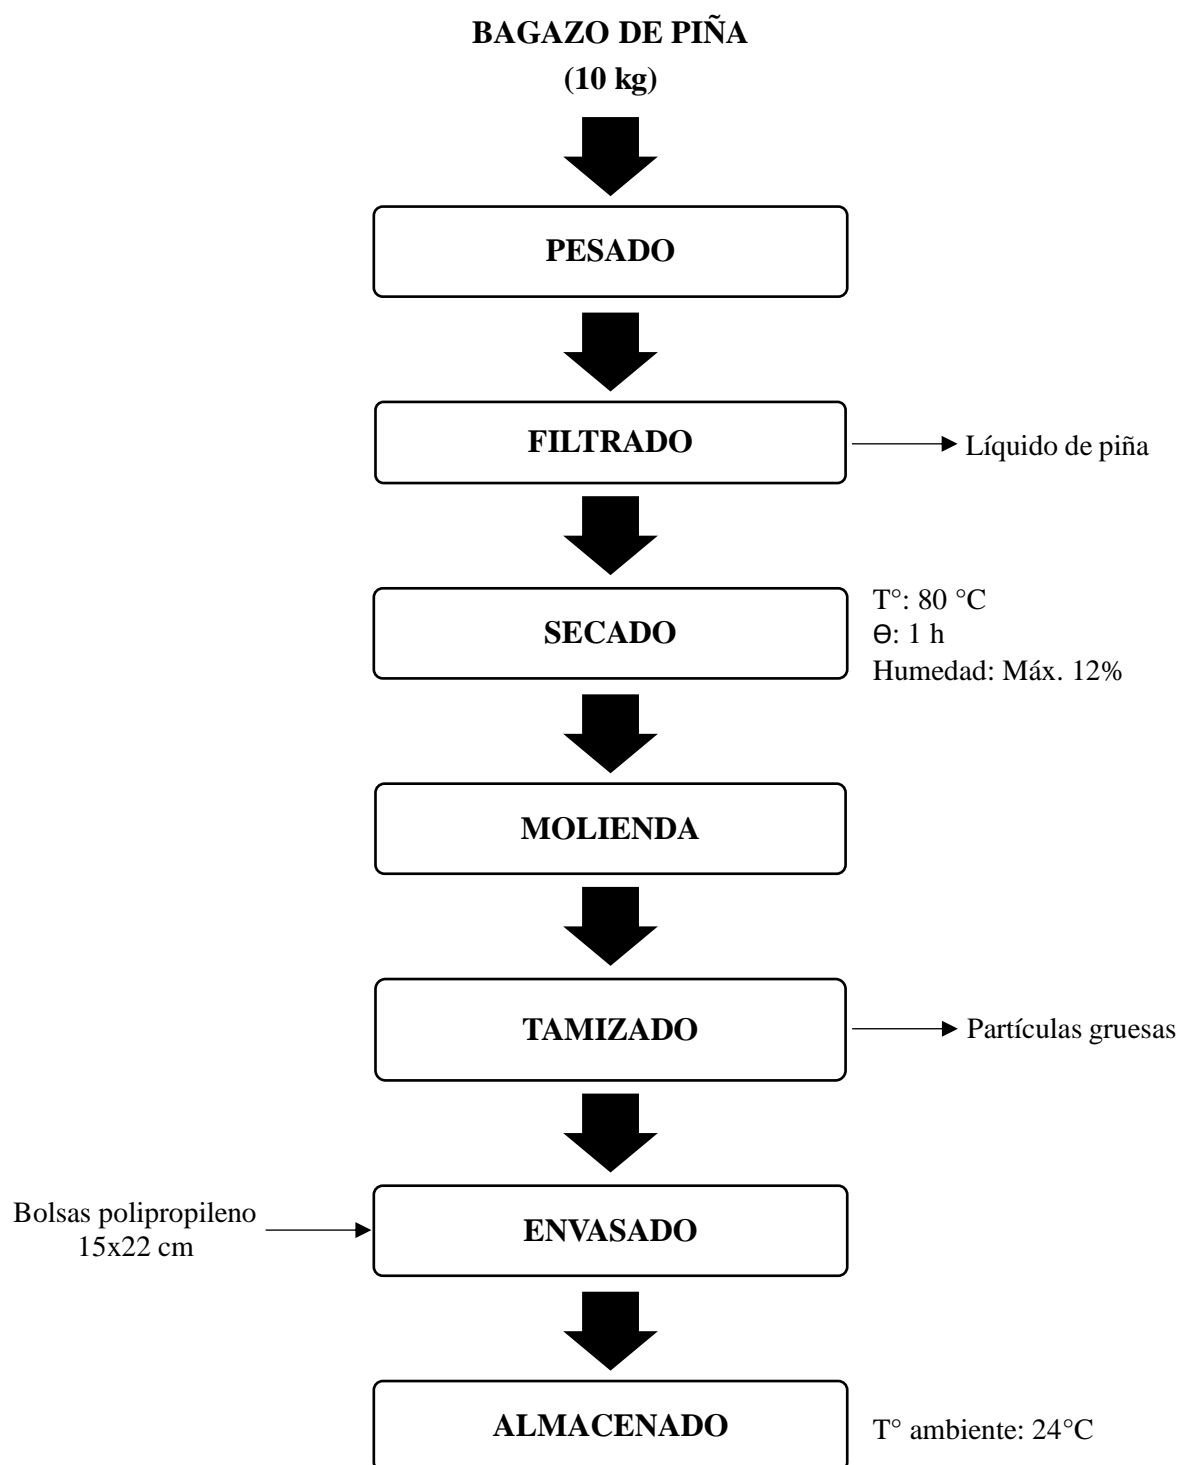 BAGAZO DE PIÑA
(10 kg)
PESADO
FILTRADO
Líquido de piña
SECADO
T°: 80 °C
Ө: 1 h
Humedad: Máx. 12%
MOLIENDA
TAMIZADO
Partículas gruesas
Bolsas polipropileno
15x22 cm
ENVASADO
ALMACENADO
T° ambiente: 24°C